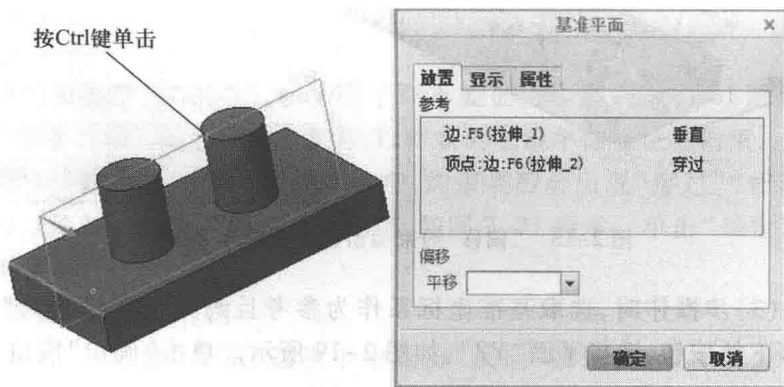 按Ctrl键单击
基准平面
放置 显示 属性
参考
边:F5(拉伸_1) 垂直
顶点:边:F6(拉伸_2) 穿过
偏移
平移
确定 取消